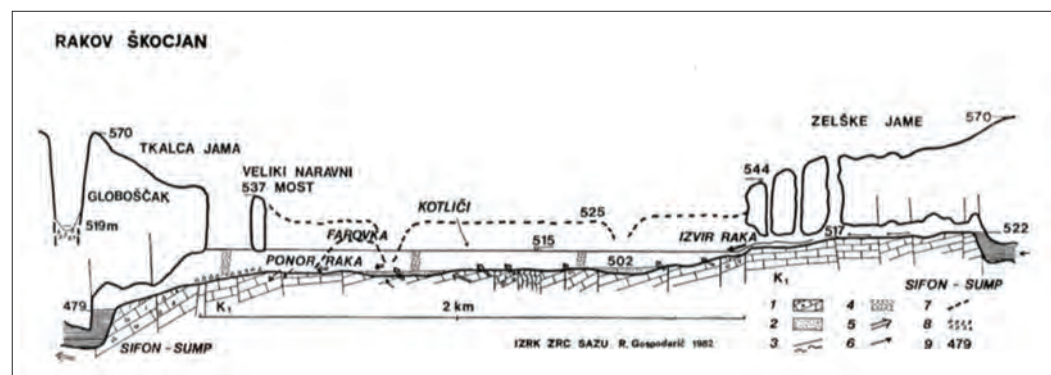 RAKOV ŠKOCJAN
ZELŠKE JAME
570
570
TKALCA JAMA
VELIKI NARAVNI
537 MOST
544
GLOBOŠČAK
KOTLIČI
519m
525
FAROVKA
515
IZVIR RAKA
517
522
PONOR RAKA
502
479
K1
2 km
K1
SIFON - SUMP
1 4 7
2 5 8
3 6 9 479
SIFON - SUMP
IZRK ZRC SAZU, R. Gospodarič 1982